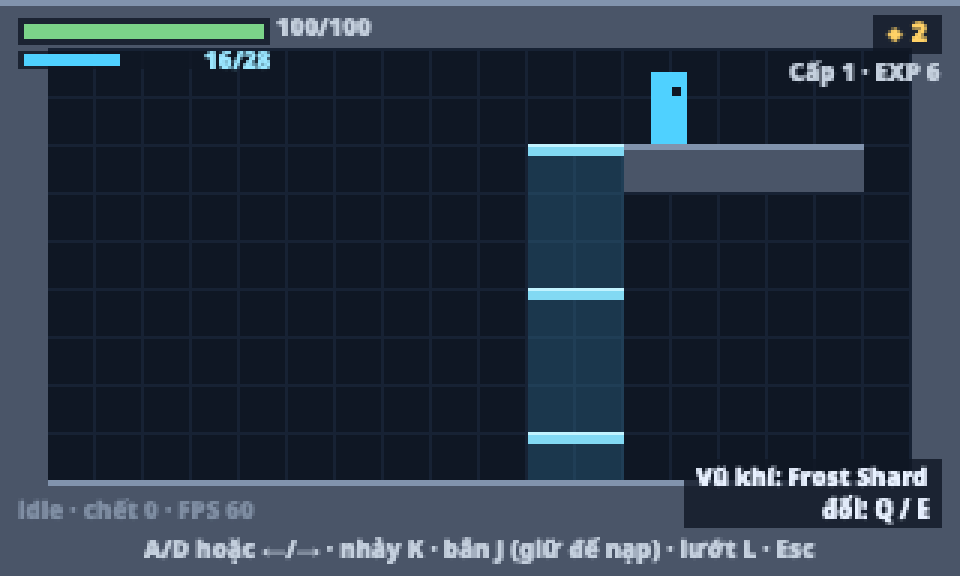 100/100
✦ 2
16/28
Cấp 1 · EXP 6
Vũ khí: Frost Shard
đổi: Q / E
idle · chết 0 · FPS 60
A/D hoặc ←/→ · nhảy K · bắn J (giữ để nạp) · lướt L · Esc